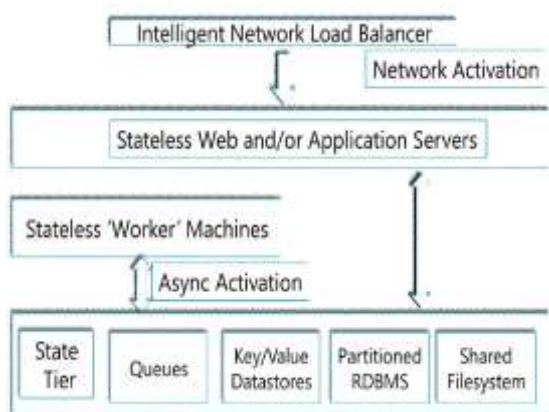 Intelligent Network Load Balancer
Network Activation
Stateless Web and/or Application Servers
Stateless 'Worker' Machines
Async Activation
State
Tier
Queues
Key/Value
Datastores
Partitioned
RDBMS
Shared
Filesystem